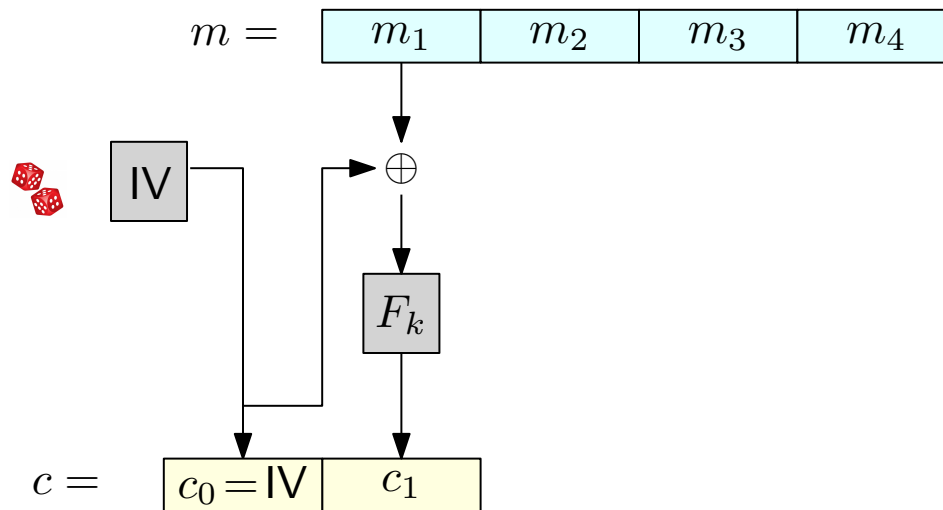 m = m₁ m₂ m₃ m₄
IV ⊕
Fₖ
c = c₀ = IV c₁